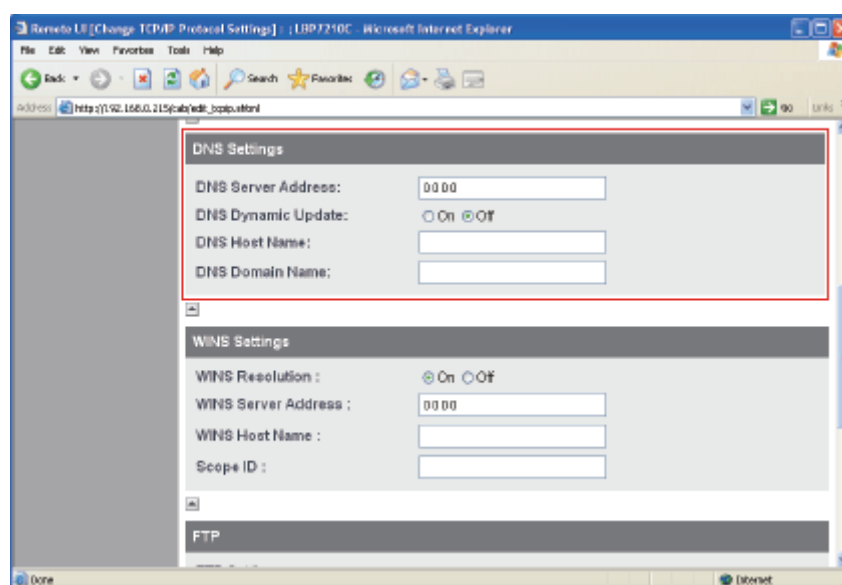 Remote UI [Change TCP/IP Protocol Settings] : ; LBP7210C - Microsoft Internet Explorer
File Edit View Favorites Tools Help
Back Search Favorites
Address http://192.168.0.215/cab/edit_tcpip.shtml Go Links
DNS Settings
DNS Server Address: 0.0.0.0
DNS Dynamic Update: On Off
DNS Host Name:
DNS Domain Name:
WINS Settings
WINS Resolution : On Off
WINS Server Address : 0.0.0.0
WINS Host Name :
Scope ID :
FTP
Done Internet